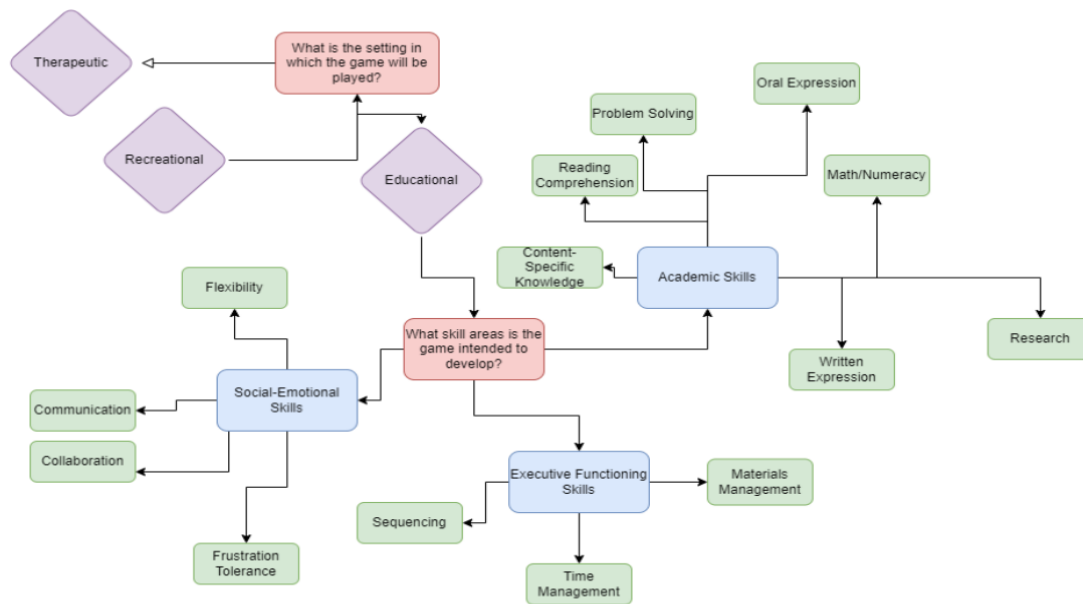 Therapeutic
What is the setting in
which the game will be
played?
Recreational
Educational
Oral Expression
Problem Solving
Reading
Comprehension
Math/Numeracy
Content-
Specific
Knowledge
Academic Skills
Research
Written
Expression
Flexibility
What skill areas is the
game intended to
develop?
Social-Emotional
Skills
Communication
Collaboration
Frustration
Tolerance
Executive Functioning
Skills
Materials
Management
Sequencing
Time
Management